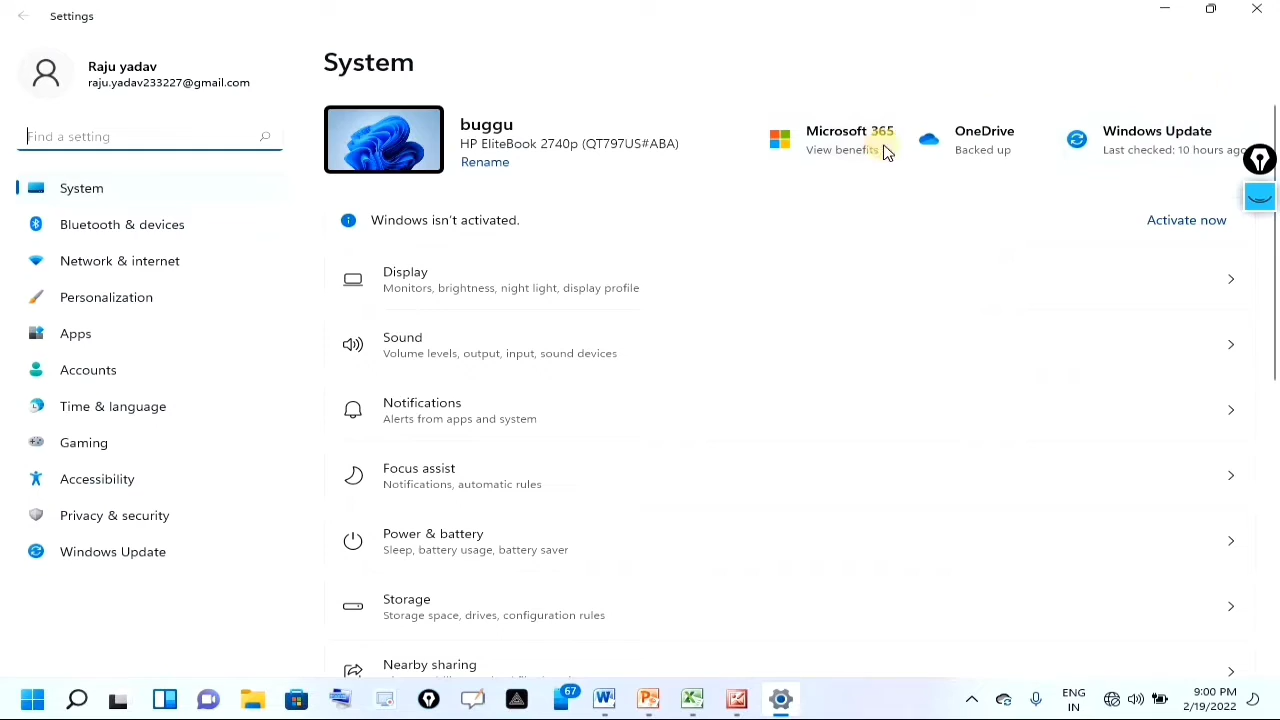 Settings
Raju yadav
raju.yadav233227@gmail.com
Find a setting
System
Bluetooth & devices
Network & internet
Personalization
Apps
Accounts
Time & language
Gaming
Accessibility
Privacy & security
Windows Update
System
buggu
HP EliteBook 2740p (QT797US#ABA)
Rename
Microsoft 365
View benefits
OneDrive
Backed up
Windows Update
Last checked: 10 hours ago
Windows isn't activated.
Activate now
Display
Monitors, brightness, night light, display profile
Sound
Volume levels, output, input, sound devices
Notifications
Alerts from apps and system
Focus assist
Notifications, automatic rules
Power & battery
Sleep, battery usage, battery saver
Storage
Storage space, drives, configuration rules
Nearby sharing
67
ENG
IN
9:00 PM
2/19/2022